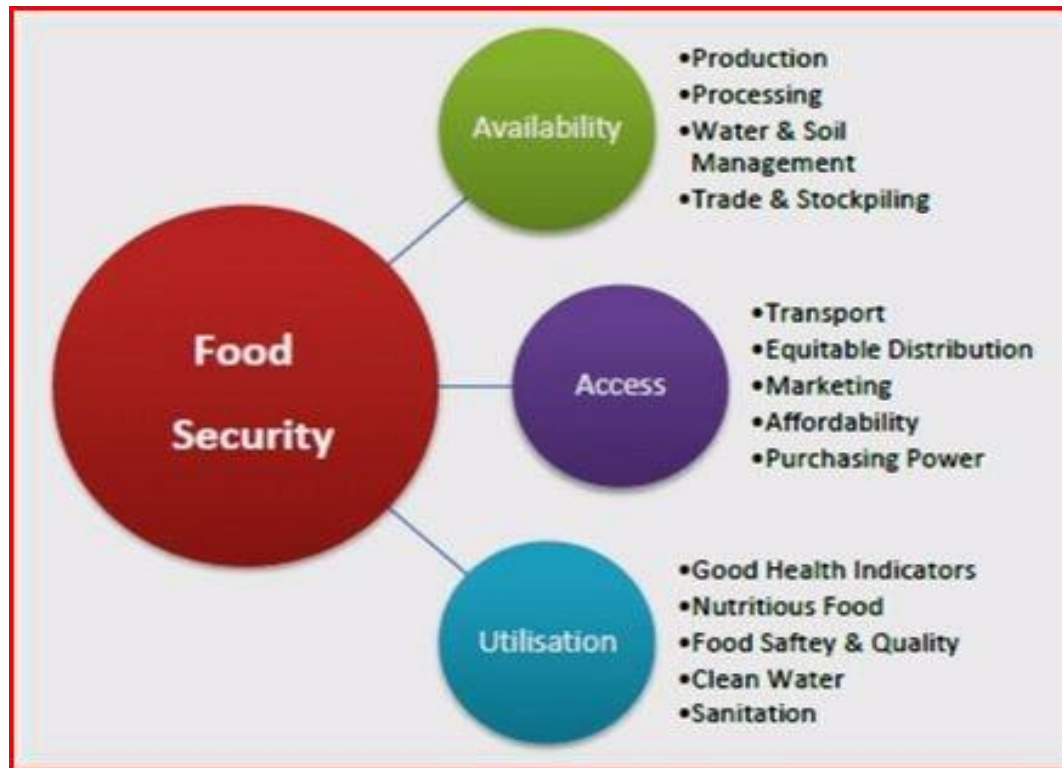 Food
Security
Availability
•Production
•Processing
•Water & Soil
Management
•Trade & Stockpiling
Access
•Transport
•Equitable Distribution
•Marketing
•Affordability
•Purchasing Power
Utilisation
•Good Health Indicators
•Nutritious Food
•Food Saftey & Quality
•Clean Water
•Sanitation